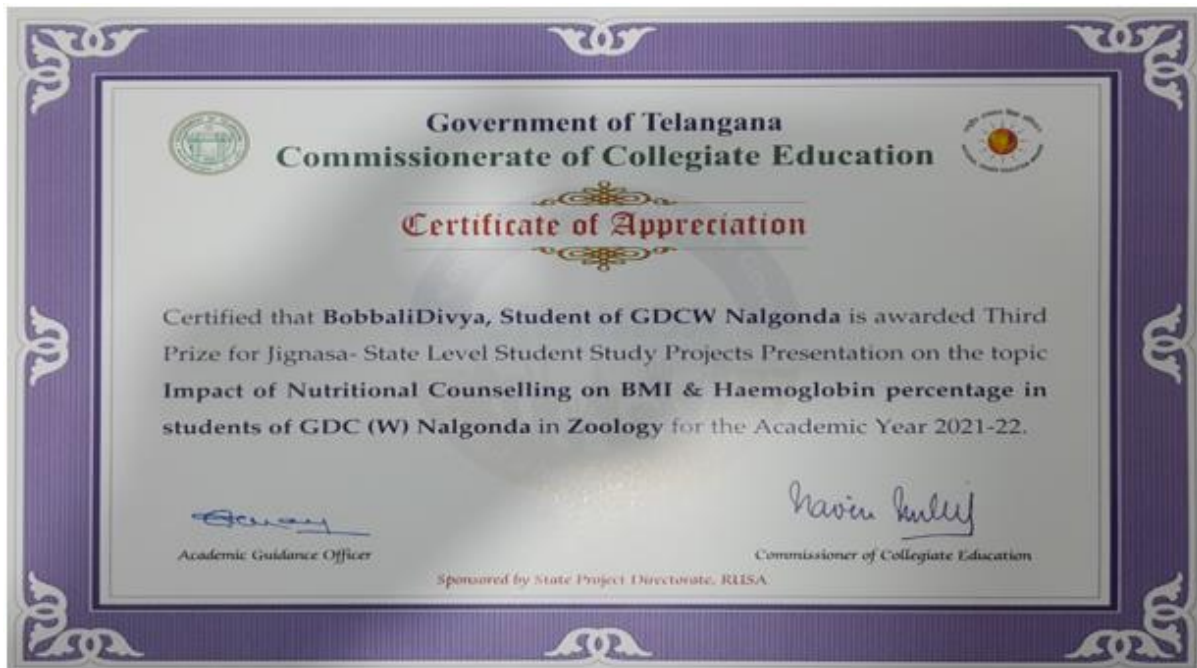 Government of Telangana
Commissionerate of Collegiate Education
Certificate of Appreciation
Certified that BobbaliDivya, Student of GDCW Nalgonda is awarded Third
Prize for Jignasa- State Level Student Study Projects Presentation on the topic
Impact of Nutritional Counselling on BMI & Haemoglobin percentage in
students of GDC (W) Nalgonda in Zoology for the Academic Year 2021-22.
Academic Guidance Officer
Commissioner of Collegiate Education
Sponsored by State Project Directorate, RUSA